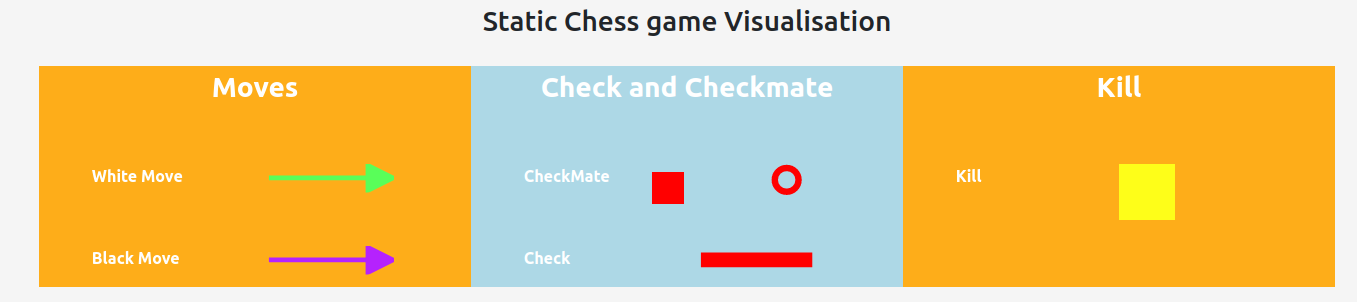 Static Chess game Visualisation
Moves
White Move
Black Move
Check and Checkmate
CheckMate
Check
Kill
Kill